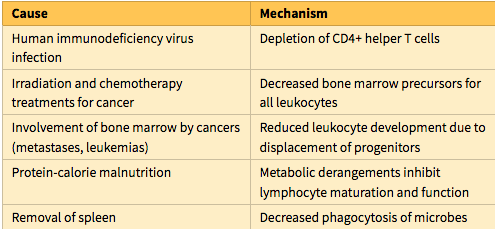 Cause Mechanism
Human immunodeficiency virus Depletion of CD4+ helper T cells
infection
Irradiation and chemotherapy Decreased bone marrow precursors for
treatments for cancer all leukocytes
Involvement of bone marrow by cancers Reduced leukocyte development due to
(metastases, leukemias) displacement of progenitors
Protein-calorie malnutrition Metabolic derangements inhibit
lymphocyte maturation and function
Removal of spleen Decreased phagocytosis of microbes